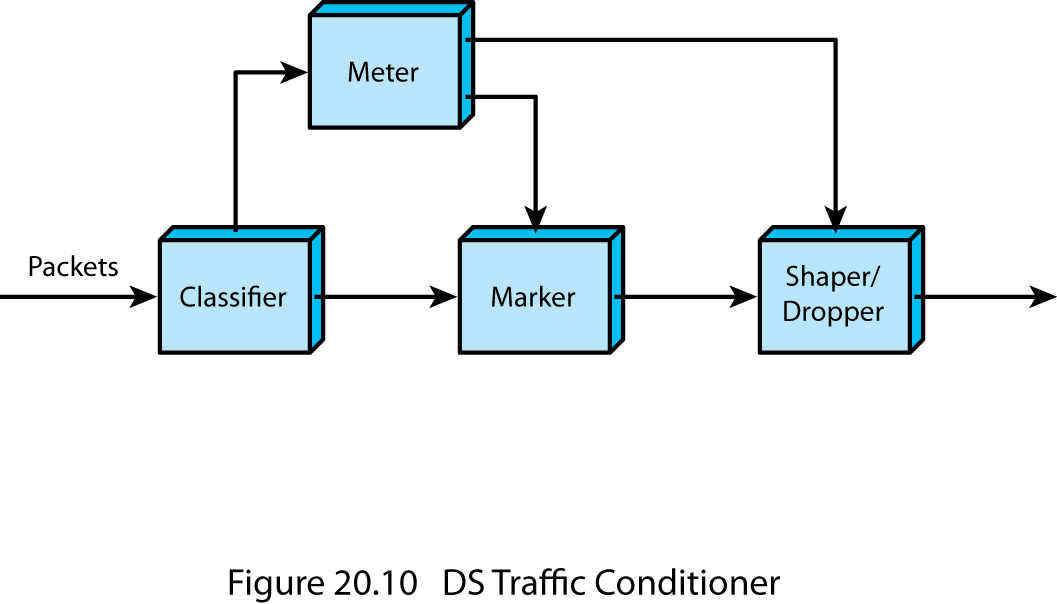 Meter
Packets
Classifier
Marker
Shaper/
Dropper
Figure 20.10 DS Traffic Conditioner